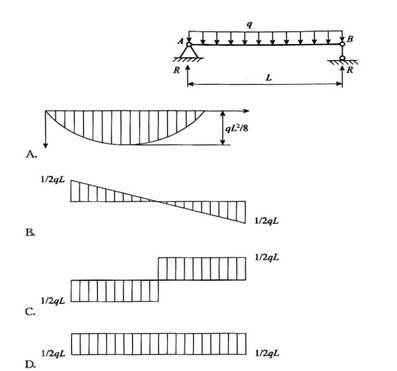 q
A B
R R
L
qL²/8
A.
1/2qL
1/2qL
B.
1/2qL
1/2qL
C.
1/2qL 1/2qL
D.